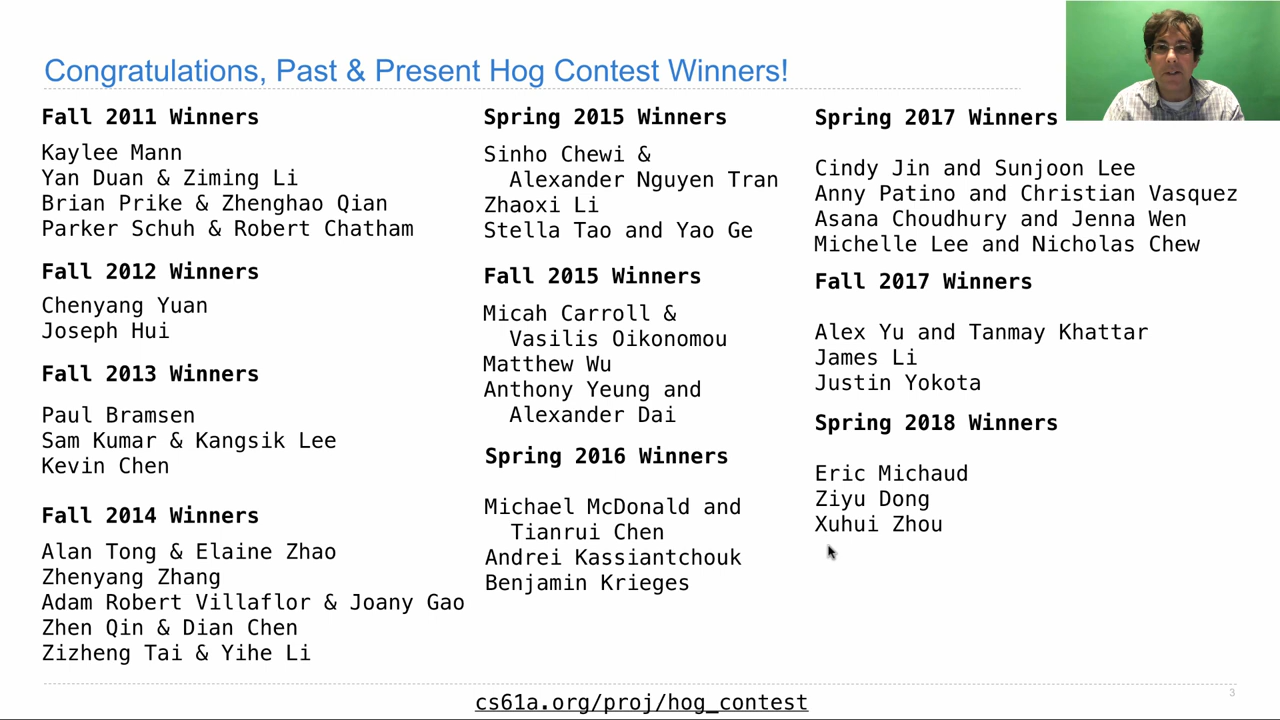 Congratulations, Past & Present Hog Contest Winners!
Fall 2011 Winners
Kaylee Mann
Yan Duan & Ziming Li
Brian Prike & Zhenghao Qian
Parker Schuh & Robert Chatham
Fall 2012 Winners
Chenyang Yuan
Joseph Hui
Fall 2013 Winners
Paul Bramsen
Sam Kumar & Kangsik Lee
Kevin Chen
Fall 2014 Winners
Alan Tong & Elaine Zhao
Zhenyang Zhang
Adam Robert Villaflor & Joany Gao
Zhen Qin & Dian Chen
Zizheng Tai & Yihe Li
Spring 2015 Winners
Sinho Chewi &
Alexander Nguyen Tran
Zhaoxi Li
Stella Tao and Yao Ge
Fall 2015 Winners
Micah Carroll &
Vasilis Oikonomou
Matthew Wu
Anthony Yeung and
Alexander Dai
Spring 2016 Winners
Michael McDonald and
Tianrui Chen
Andrei Kassiantchouk
Benjamin Krieges
Spring 2017 Winners
Cindy Jin and Sunjoon Lee
Anny Patino and Christian Vasquez
Asana Choudhury and Jenna Wen
Michelle Lee and Nicholas Chew
Fall 2017 Winners
Alex Yu and Tanmay Khattar
James Li
Justin Yokota
Spring 2018 Winners
Eric Michaud
Ziyu Dong
Xuhui Zhou
cs61a.org/proj/hog_contest
3